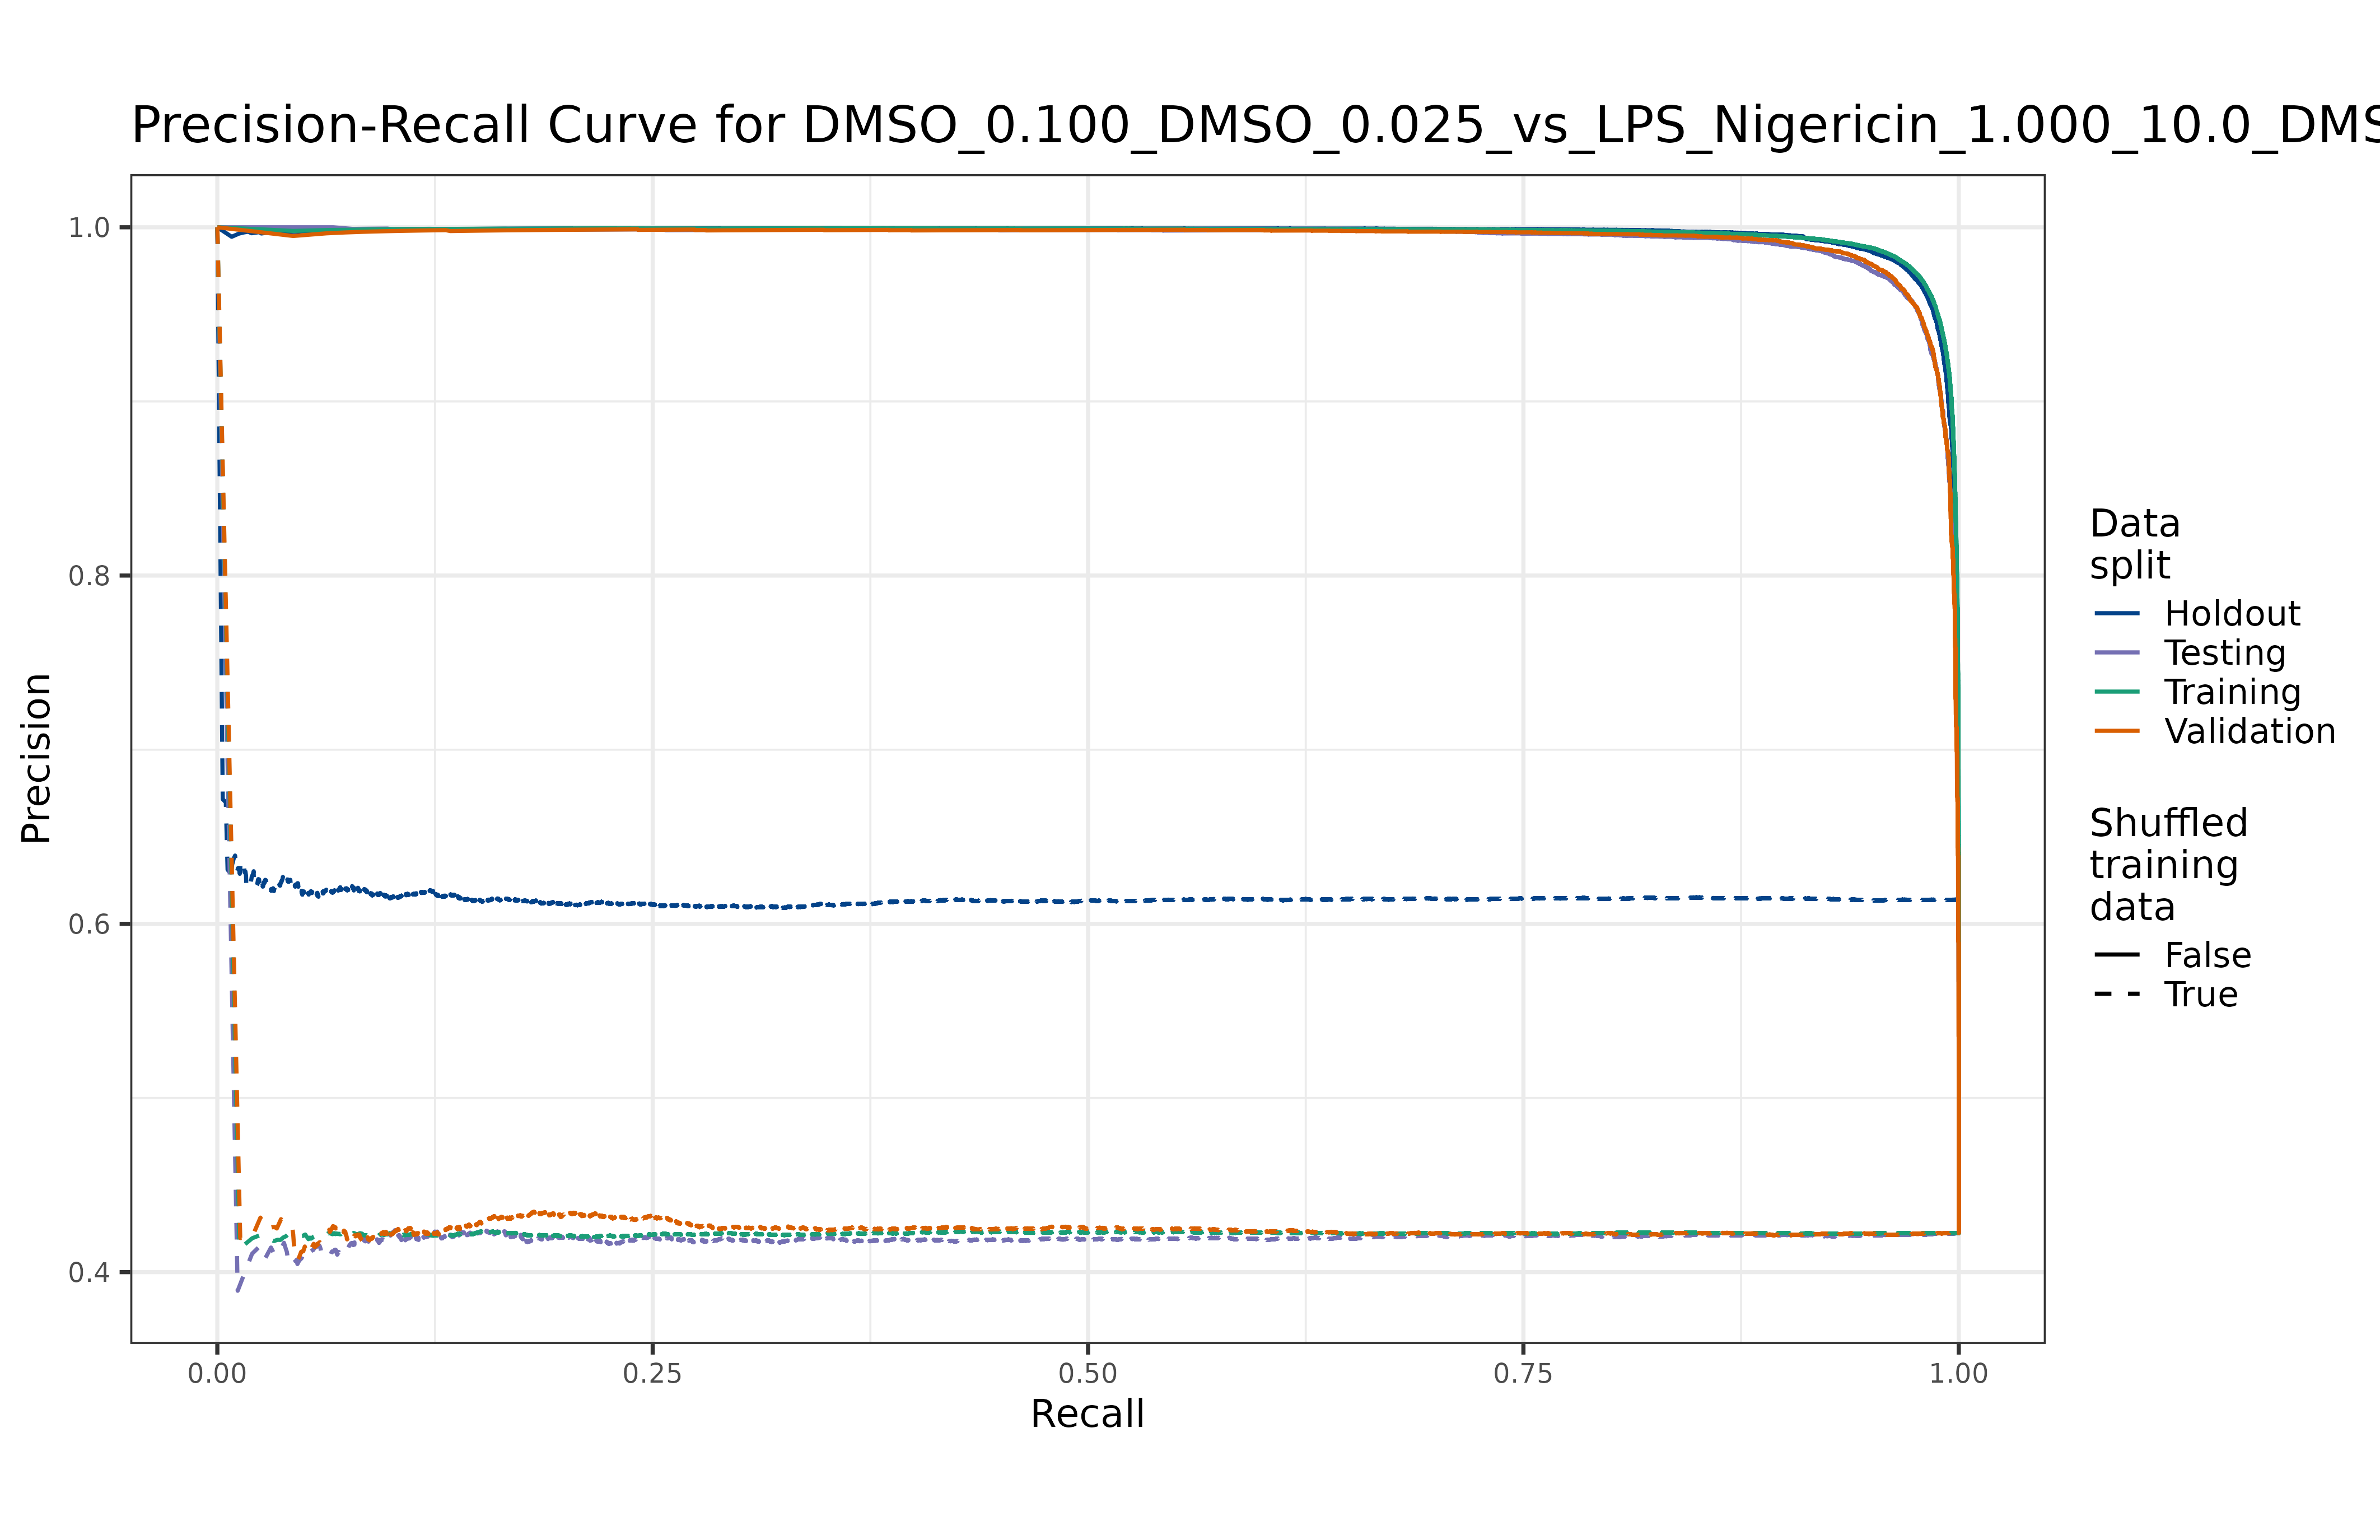 Precision-Recall Curve for DMSO_0.100_DMSO_0.025_vs_LPS_Nigericin_1.000_10.0_DMS
1.0
0.8
0.6
0.4
Precision
0.00 0.25 0.50 0.75 1.00
Recall
Data
split
Holdout
Testing
Training
Validation
Shuffled
training
data
False
True